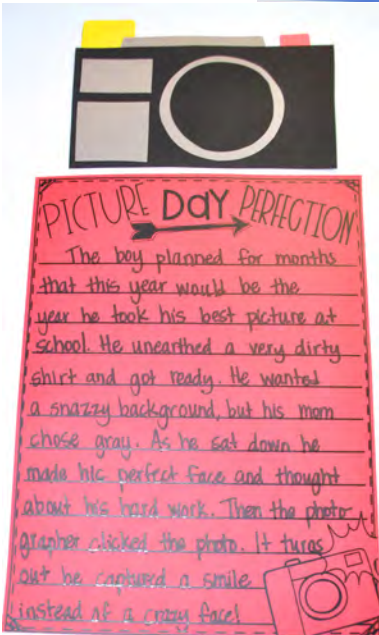 PICTURE DAY PERFECTION
The boy planned for months
that this year would be the
year he took his best picture at
school. He unearthed a very dirty
shirt and got ready. He wanted
a snazzy background, but his mom
chose gray. As he sat down he
made his perfect face and thought
about his hard work. Then the photo-
grapher clicked the photo. It turns
out he captured a smile
instead of a crazy face!